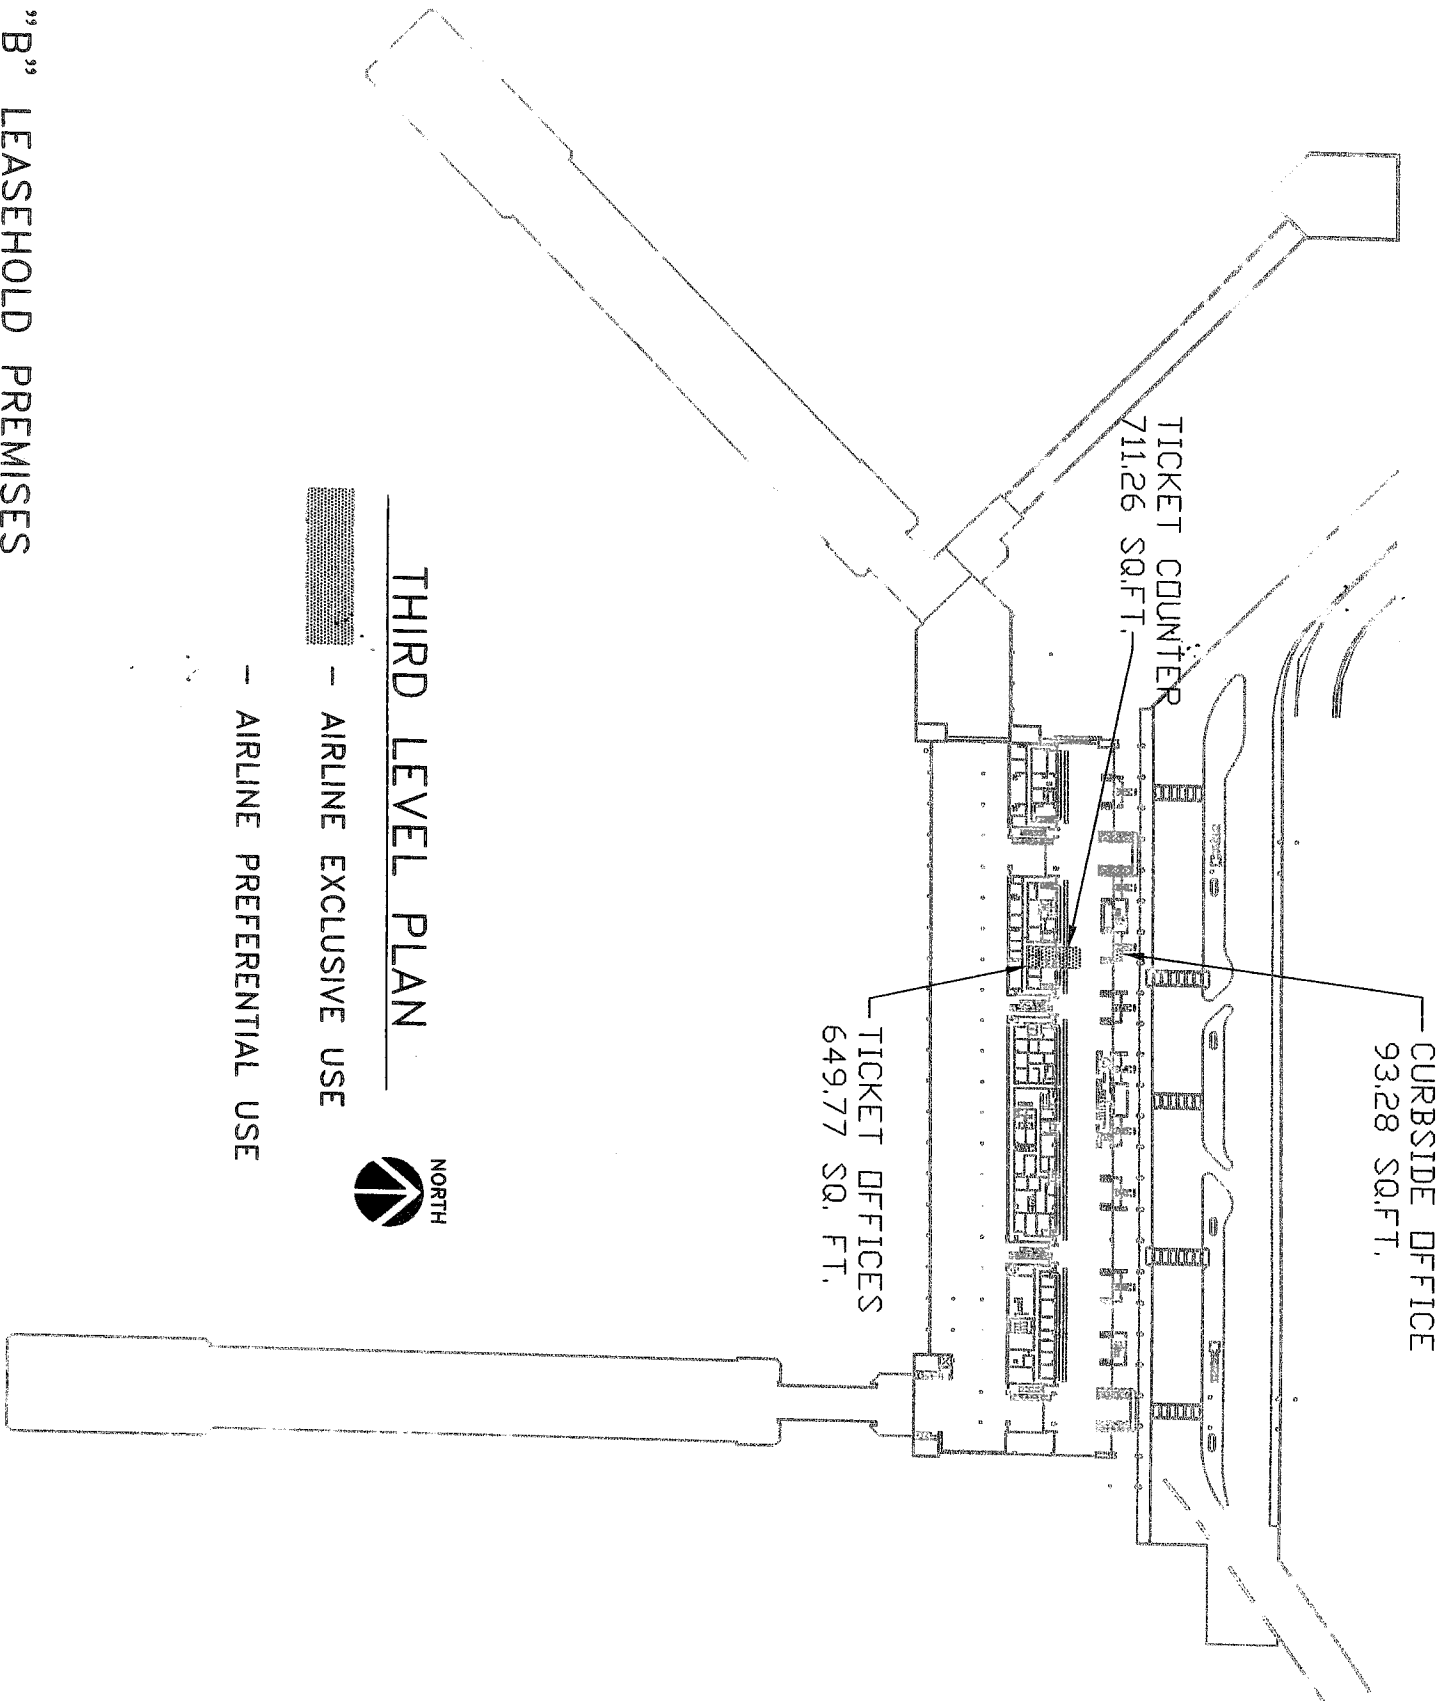 CURBSIDE OFFICE
93.28 SQ.FT.
TICKET COUNTER
711.26 SQ.FT.
TICKET OFFICES
649.77 SQ. FT.
THIRD LEVEL PLAN
NORTH
- AIRLINE EXCLUSIVE USE
- AIRLINE PREFERENTIAL USE
"B" LEASEHOLD PREMISES